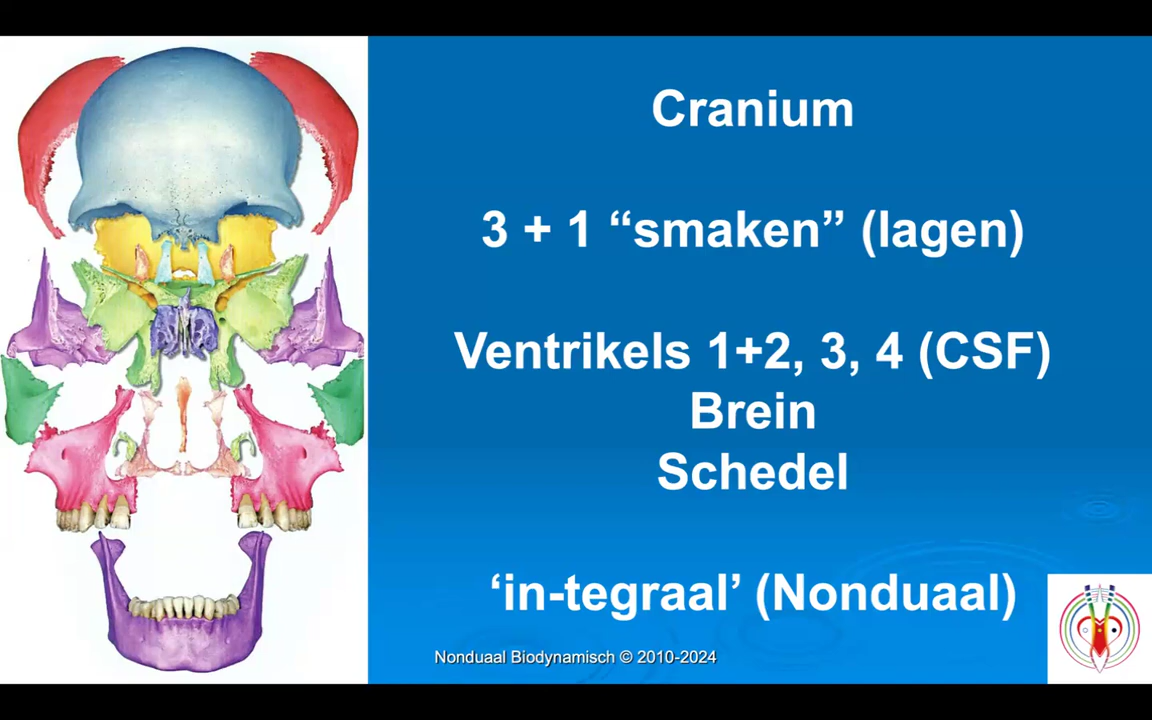 Cranium
3 + 1 “smaken” (lagen)
Ventrikels 1+2, 3, 4 (CSF)
Brein
Schedel
‘in-tegraal’ (Nonduaal)
Nonduaal Biodynamisch © 2010-2024